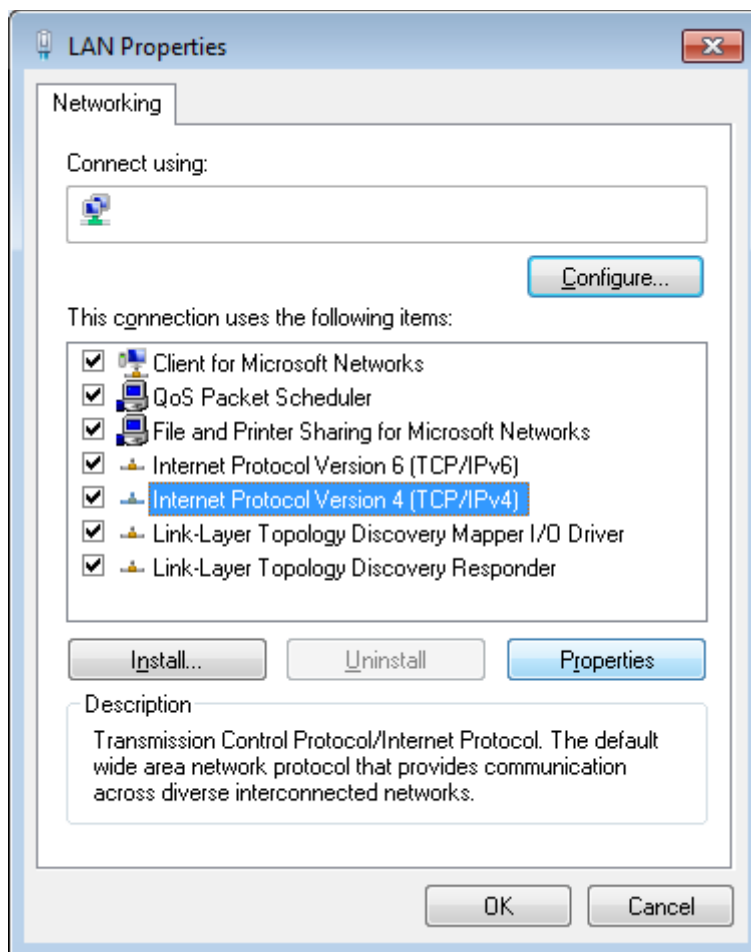 LAN Properties
Networking
Connect using:
Configure...
This connection uses the following items:
Client for Microsoft Networks
QoS Packet Scheduler
File and Printer Sharing for Microsoft Networks
Internet Protocol Version 6 (TCP/IPv6)
Internet Protocol Version 4 (TCP/IPv4)
Link-Layer Topology Discovery Mapper I/O Driver
Link-Layer Topology Discovery Responder
Install... Uninstall Properties
Description
Transmission Control Protocol/Internet Protocol. The default
wide area network protocol that provides communication
across diverse interconnected networks.
OK Cancel